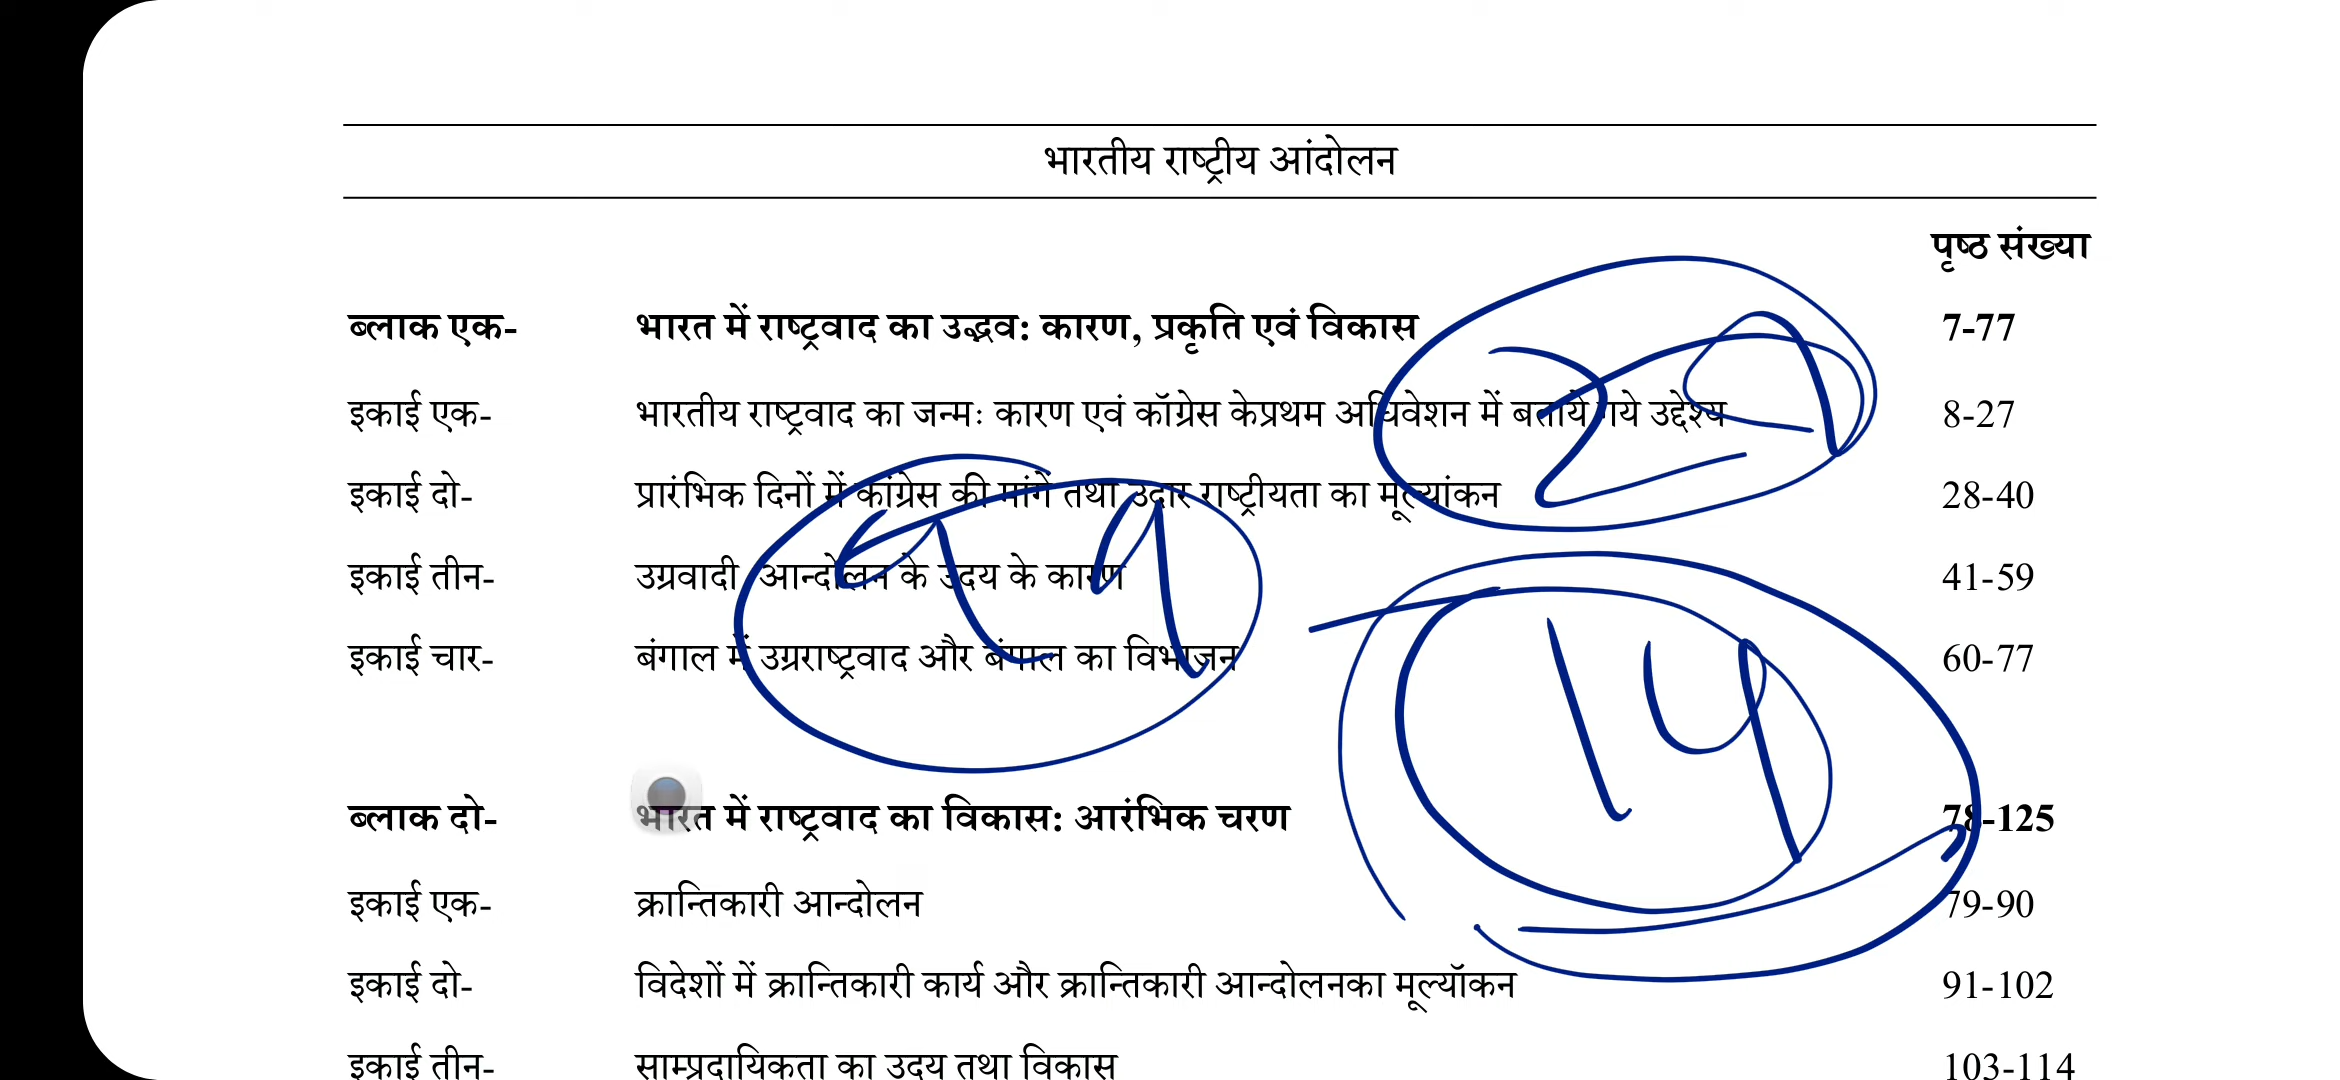 भारतीय राष्ट्रीय आंदोलन
पृष्ठ संख्या
ब्लाक एक- भारत में राष्ट्रवाद का उद्भव: कारण, प्रकृति एवं विकास 7-77
इकाई एक- भारतीय राष्ट्रवाद का जन्मः कारण एवं कॉग्रेस केप्रथम अधिवेशन में बताये गये उद्देश्य 8-27
इकाई दो- प्रारंभिक दिनों में कांग्रेस की मांगें तथा उदार राष्ट्रीयता का मूल्यांकन 28-40
इकाई तीन- उग्रवादी आन्दोलन के उदय के कारण 41-59
इकाई चार- बंगाल में उग्रराष्ट्रवाद और बंगाल का विभाजन 60-77
14
ब्लाक दो- भारत में राष्ट्रवाद का विकास: आरंभिक चरण 78-125
इकाई एक- क्रान्तिकारी आन्दोलन 79-90
इकाई दो- विदेशों में क्रान्तिकारी कार्य और क्रान्तिकारी आन्दोलनका मूल्यॉकन 91-102
इकाई तीन- साम्प्रदायिकता का उदय तथा विकास 103-114